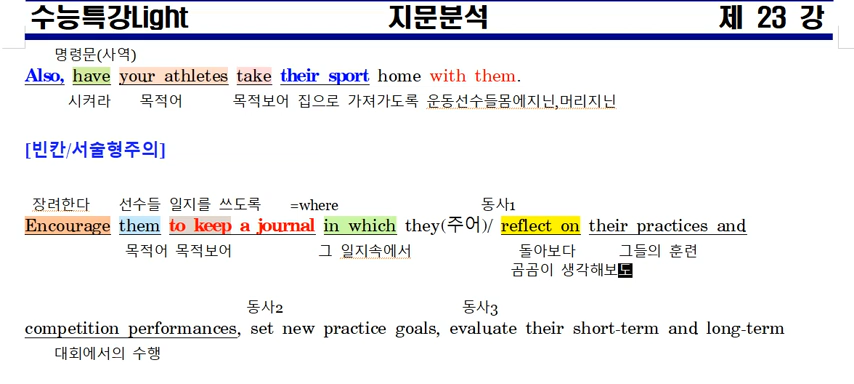 수능특강Light 지문분석 제 23 강
명령문(사역)
Also, have your athletes take their sport home with them.
시켜라 목적어 목적보어 집으로 가져가도록 운동선수들몸에지닌,머리지닌
[빈칸/서술형주의]
장려한다 선수들 일지를 쓰도록 =where 동사1
Encourage them to keep a journal in which they(주어)/ reflect on their practices and
목적어 목적보어 그 일지속에서 돌아보다 그들의 훈련
곰곰이 생각해보도
동사2 동사3
competition performances, set new practice goals, evaluate their short-term and long-term
대회에서의 수행